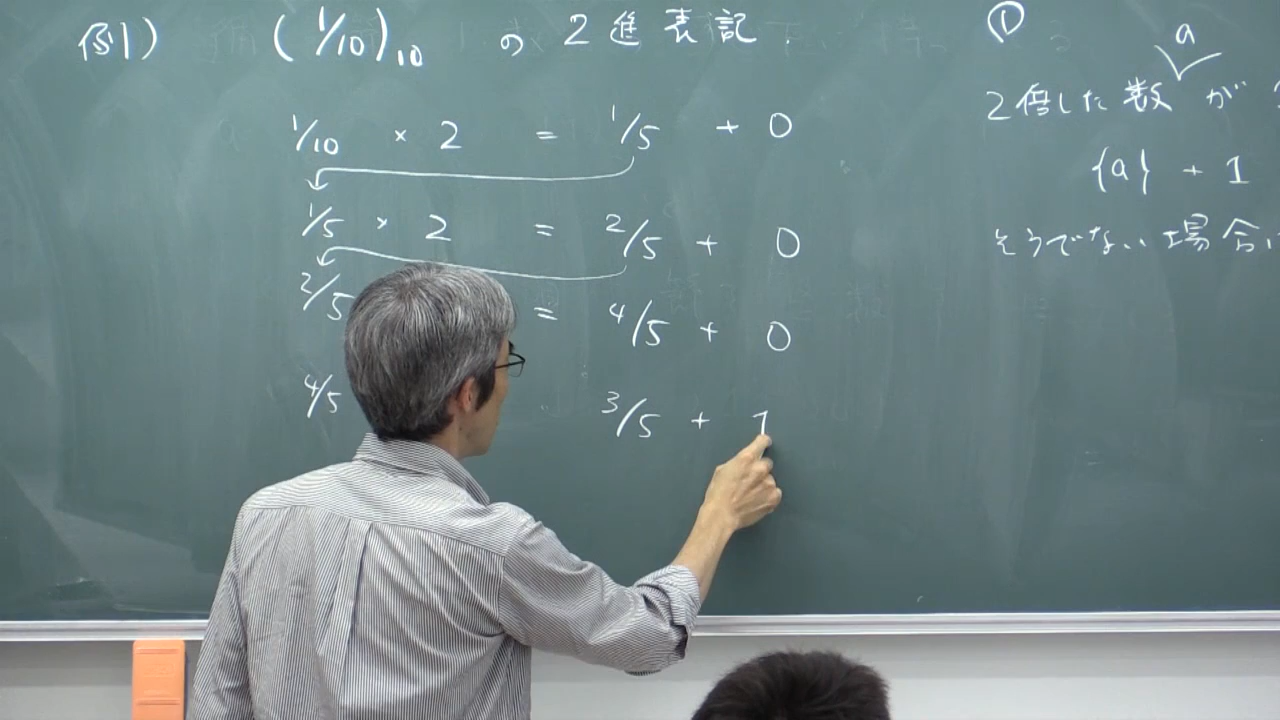 例1) (1/10)10 の 2進表記.
1/10 × 2 = 1/5 + 0
1/5 × 2 = 2/5 + 0
2/5 = 4/5 + 0
4/5 3/5 + 1
①
a
2倍した数が
{a} + 1
そうでない場合